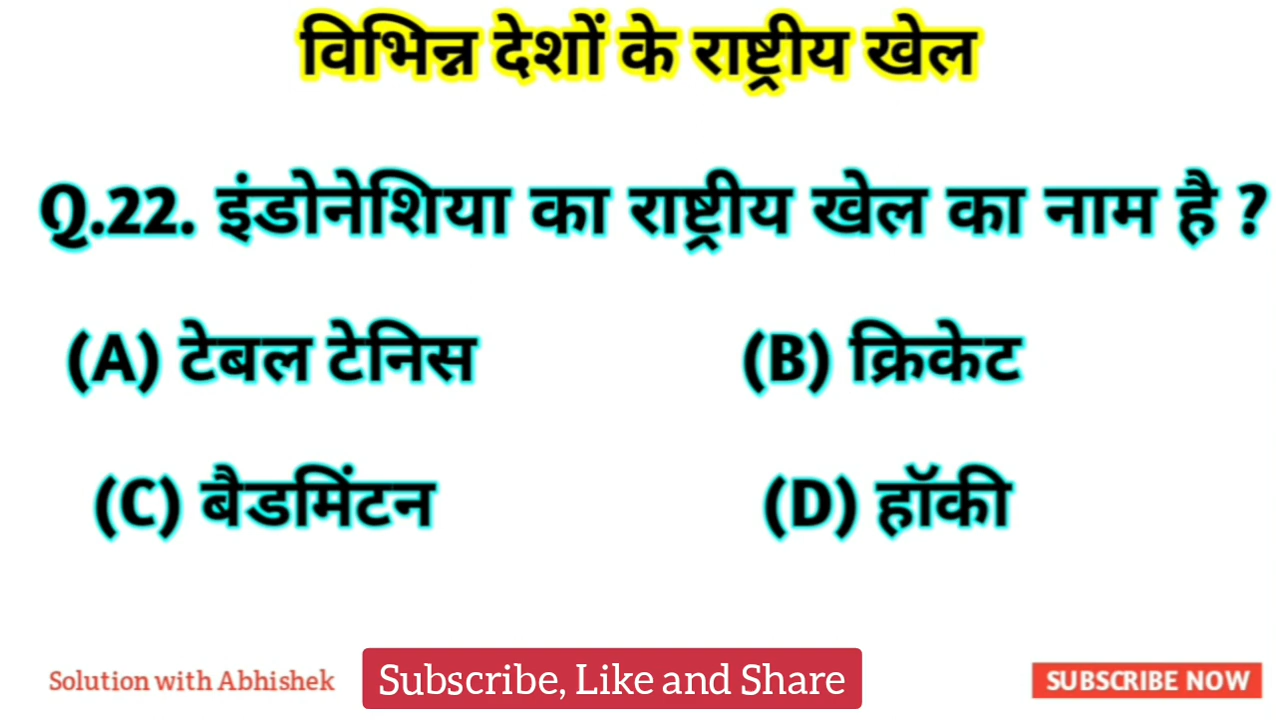 विभिन्न देशों के राष्ट्रीय खेल
Q.22. इंडोनेशिया का राष्ट्रीय खेल का नाम है ?
(A) टेबल टेनिस (B) क्रिकेट
(C) बैडमिंटन (D) हॉकी
Solution with Abhishek Subscribe, Like and Share SUBSCRIBE NOW